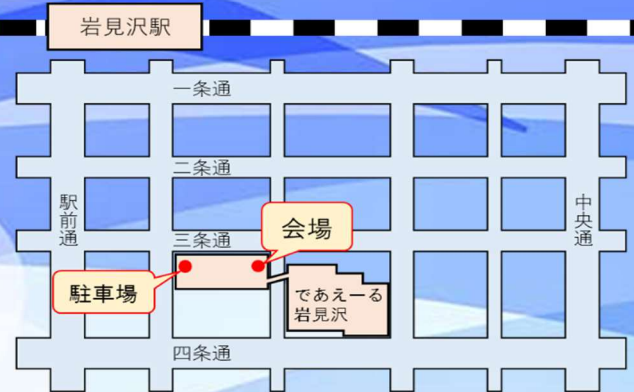 岩見沢駅
一条通
二条通
駅前通
中央通
三条通
会場
駐車場
であえーる
岩見沢
四条通